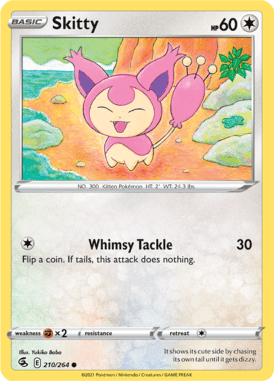 BASIC Skitty HP 60
NO. 300 Kitten Pokémon HT: 2' WT: 24.3 lbs.
Whimsy Tackle 30
Flip a coin. If tails, this attack does nothing.
weakness ×2 resistance retreat
Illus. Yukiko Baba
E 210/264
It shows its cute side by chasing
its own tail until it gets dizzy.
©2021 Pokémon / Nintendo / Creatures / GAME FREAK